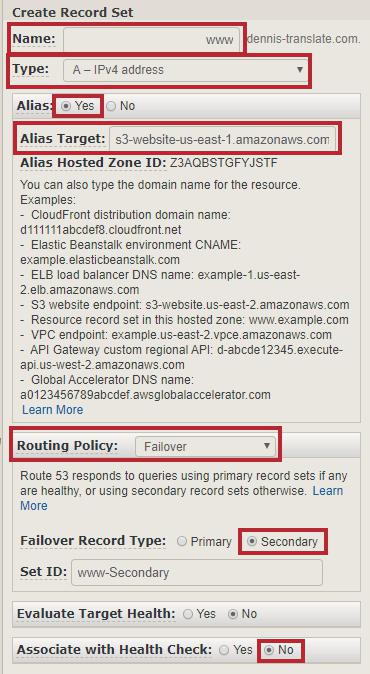 Create Record Set
Name: www .dennis-translate.com.
Type: A – IPv4 address
Alias: Yes No
Alias Target: s3-website-us-east-1.amazonaws.com
Alias Hosted Zone ID: Z3AQBSTGFYJSTF
You can also type the domain name for the resource.
Examples:
- CloudFront distribution domain name:
d111111abcdef8.cloudfront.net
- Elastic Beanstalk environment CNAME:
example.elasticbeanstalk.com
- ELB load balancer DNS name: example-1.us-east-
2.elb.amazonaws.com
- S3 website endpoint: s3-website.us-east-2.amazonaws.com
- Resource record set in this hosted zone: www.example.com
- VPC endpoint: example.us-east-2.vpce.amazonaws.com
- API Gateway custom regional API: d-abcde12345.execute-
api.us-west-2.amazonaws.com
- Global Accelerator DNS name:
a0123456789abcdef.awsglobalaccelerator.com
Learn More
Routing Policy: Failover
Route 53 responds to queries using primary record sets if any
are healthy, or using secondary record sets otherwise. Learn
More
Failover Record Type: Primary Secondary
Set ID: www-Secondary
Evaluate Target Health: Yes No
Associate with Health Check: Yes No